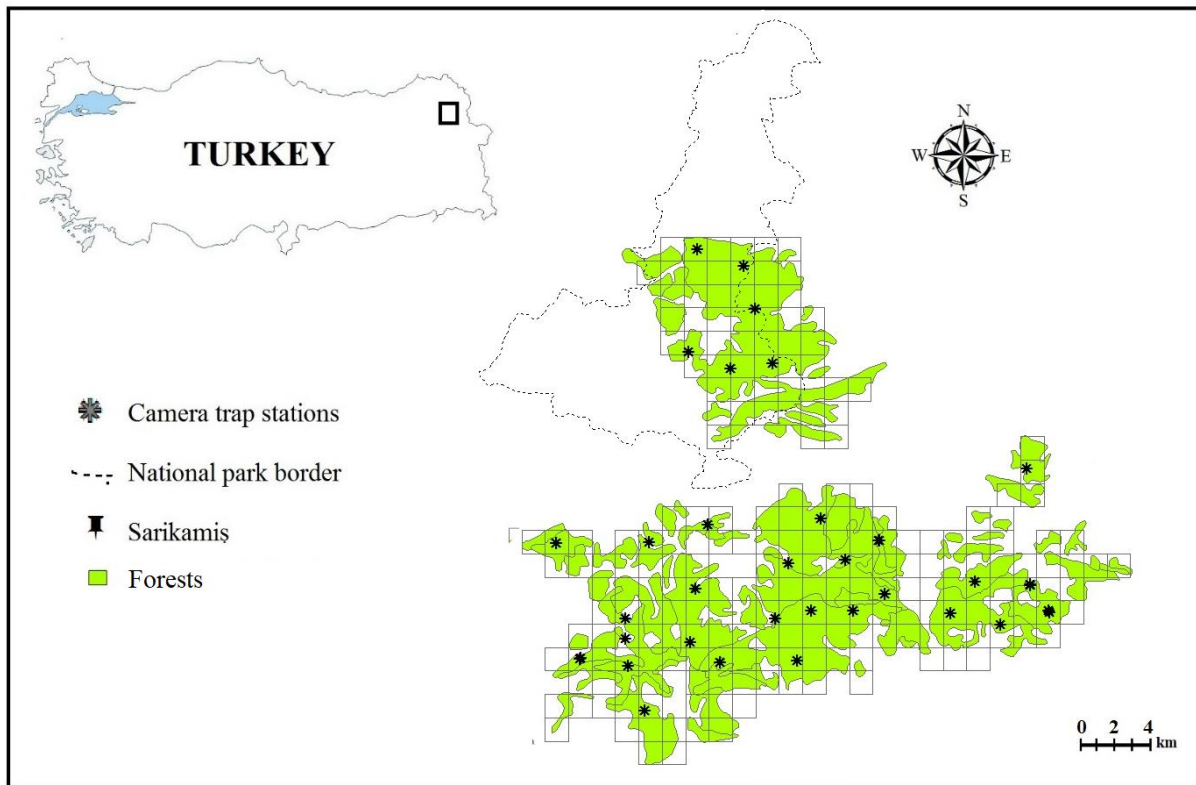 TURKEY
N
W E
S
Camera trap stations
National park border
Sarikamiş
Forests
0 2 4
km